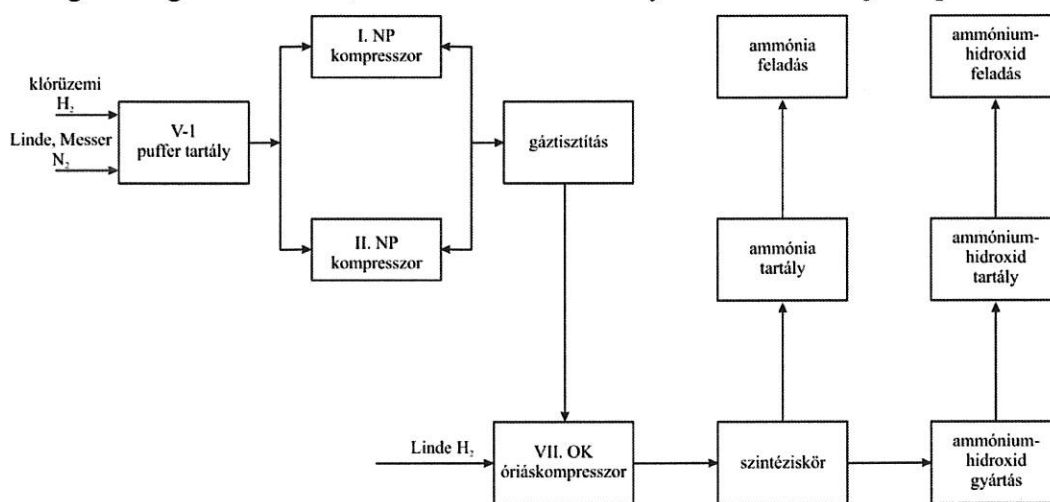 I. NP
kompresszor
ammónia
feladás
ammónium-
hidroxid
feladás
klórüzemi
H₂
Linde, Messer
N₂
V-1
puffer tartály
gáztisztítás
II. NP
kompresszor
ammónia
tartály
ammónium-
hidroxid
tartály
Linde H₂
VII. OK
óriáskompresszor
szintéziskör
ammónium-
hidroxid
gyártás